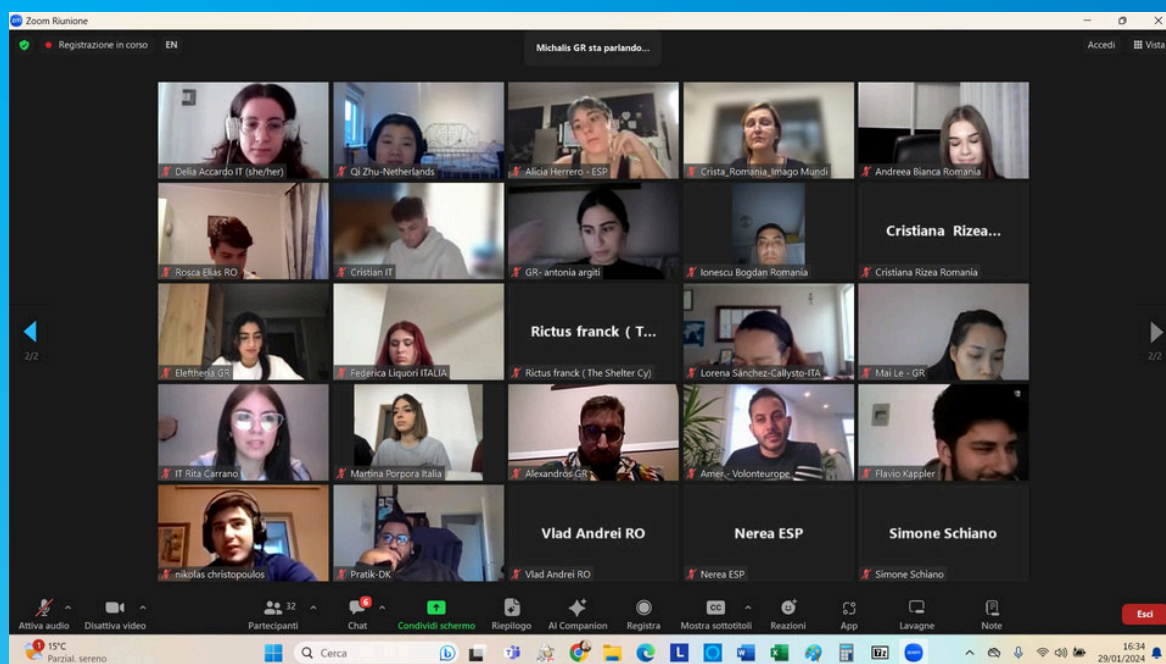 Zoom Riunione
Registrazione in corso EN
Michalis GR sta parlando...
Accedi Vista
Delia Accardo IT (she/her)
Qi Zhu-Netherlands
Alicia Herrero - ESP
Crista_Romania_Imago Mundi
Andreea Bianca Romania
Rosca Elias RO
Cristian IT
GR- antonia argiti
Ionescu Bogdan Romania
Cristiana Rizea...
Cristiana Rizea Romania
Eleftheria GR
Federica Liquori ITALIA
Rictus franck ( T...
Rictus franck ( The Shelter Cy)
Lorena Sánchez-Callysto-ITA
Mai Le - GR
2/2
2/2
IT Rita Carrano
Martina Porpora Italia
Alexandros GR
Amer - Volonteurope
Flavio Kappler
nikolas christopoulos
Pratik-DK
Vlad Andrei RO
Vlad Andrei RO
Nerea ESP
Nerea ESP
Simone Schiano
Simone Schiano
Attiva audio
Disattiva video
32
Partecipanti
6
Chat
Condividi schermo
Riepilogo
AI Companion
Registra
CC
Mostra sottotitoli
Reazioni
App
Lavagne
Note
Esci
1
15°C
Parzial. sereno
Cerca
zoom
16:34
29/01/2024